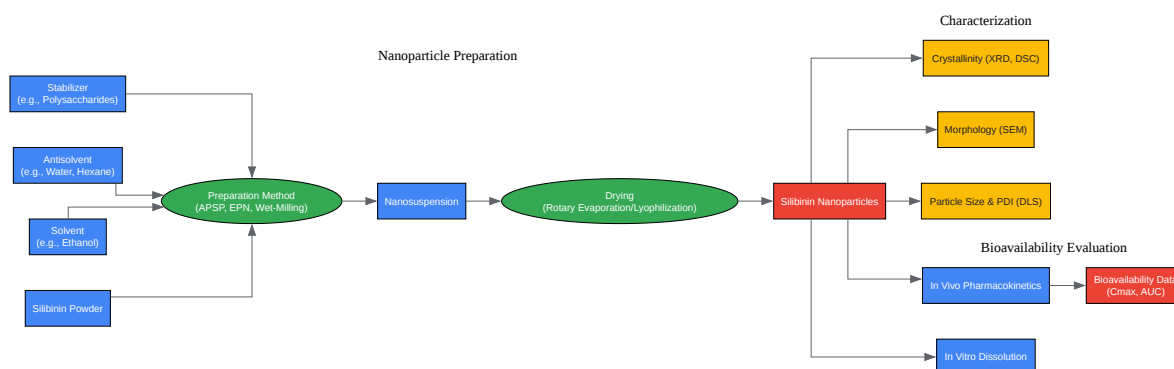 Characterization
Nanoparticle Preparation
Crystallinity (XRD, DSC)
Stabilizer
(e.g., Polysaccharides)
Morphology (SEM)
Antisolvent
(e.g., Water, Hexane)
Preparation Method
(APSP, EPN, Wet-Milling)
Nanosuspension
Drying
(Rotary Evaporation/Lyophilization)
Silibinin Nanoparticles
Particle Size & PDI (DLS)
Solvent
(e.g., Ethanol)
Bioavailability Evaluation
Silibinin Powder
In Vivo Pharmacokinetics
Bioavailability Data
(Cmax, AUC)
In Vitro Dissolution